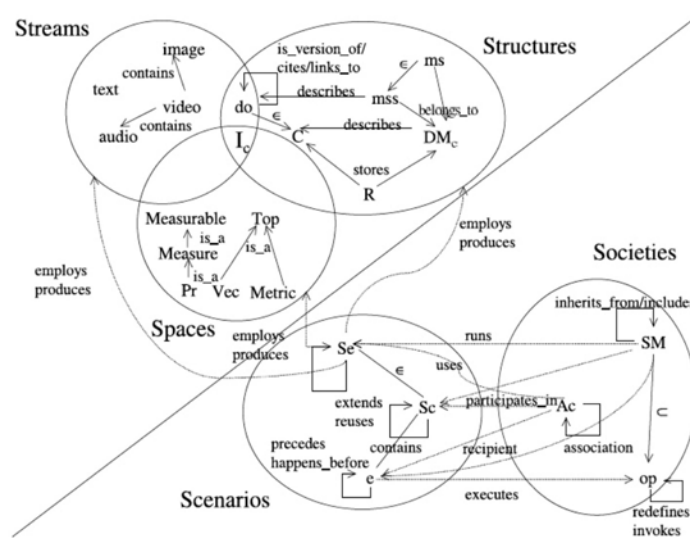 Streams
image
contains
text
video
audio
contains
is_version_of/
cites/links_to
do
describes
∈
ms
∈
mss
belongs_to
C
describes
DMc
stores
R
Structures
Ic
Measurable
Top
is_a
Measure
is_a
is_a
Pr
Vec
Metric
Spaces
employs
produces
employs
produces
employs
produces
Societies
inherits_from/includes
SM
runs
Se
uses
∈
extends
reuses
Sc
participates_in
Ac
⊂
precedes
happens_before
contains
recipient
association
e
executes
op
redefines
invokes
Scenarios